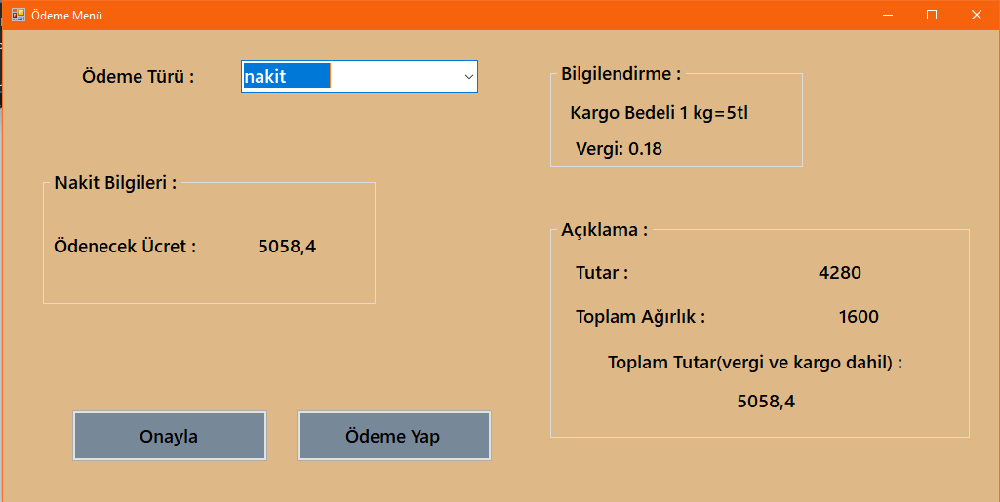 Ödeme Menü
Ödeme Türü :
nakit
Nakit Bilgileri :
Ödenecek Ücret : 5058,4
Onayla
Ödeme Yap
Bilgilendirme :
Kargo Bedeli 1 kg=5tl
Vergi: 0.18
Açıklama :
Tutar : 4280
Toplam Ağırlık : 1600
Toplam Tutar(vergi ve kargo dahil) :
5058,4